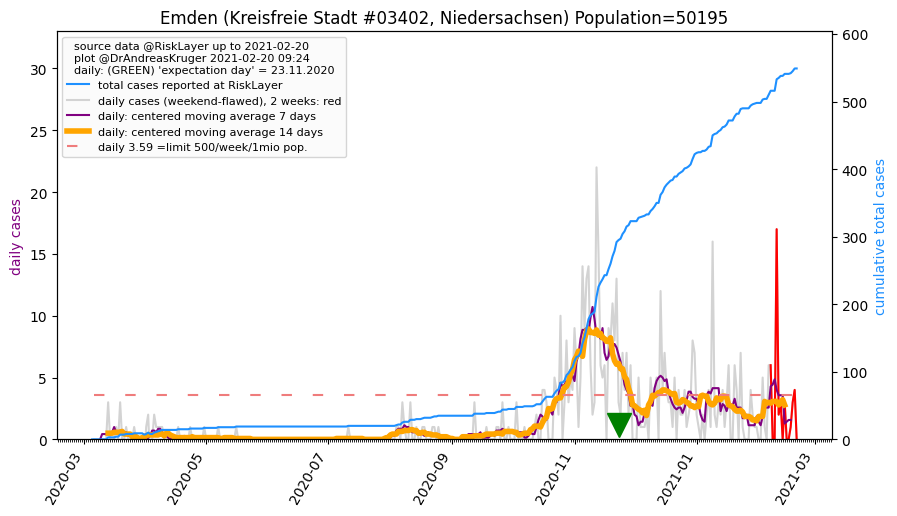 Emden (Kreisfreie Stadt #03402, Niedersachsen) Population=50195
source data @RiskLayer up to 2021-02-20
plot @DrAndreasKruger 2021-02-20 09:24
daily: (GREEN) 'expectation day' = 23.11.2020
total cases reported at RiskLayer
daily cases (weekend-flawed), 2 weeks: red
daily: centered moving average 7 days
daily: centered moving average 14 days
daily 3.59 =limit 500/week/1mio pop.
daily cases
30
25
20
15
10
5
0
cumulative total cases
600
500
400
300
200
100
0
2020-03
2020-05
2020-07
2020-09
2020-11
2021-01
2021-03